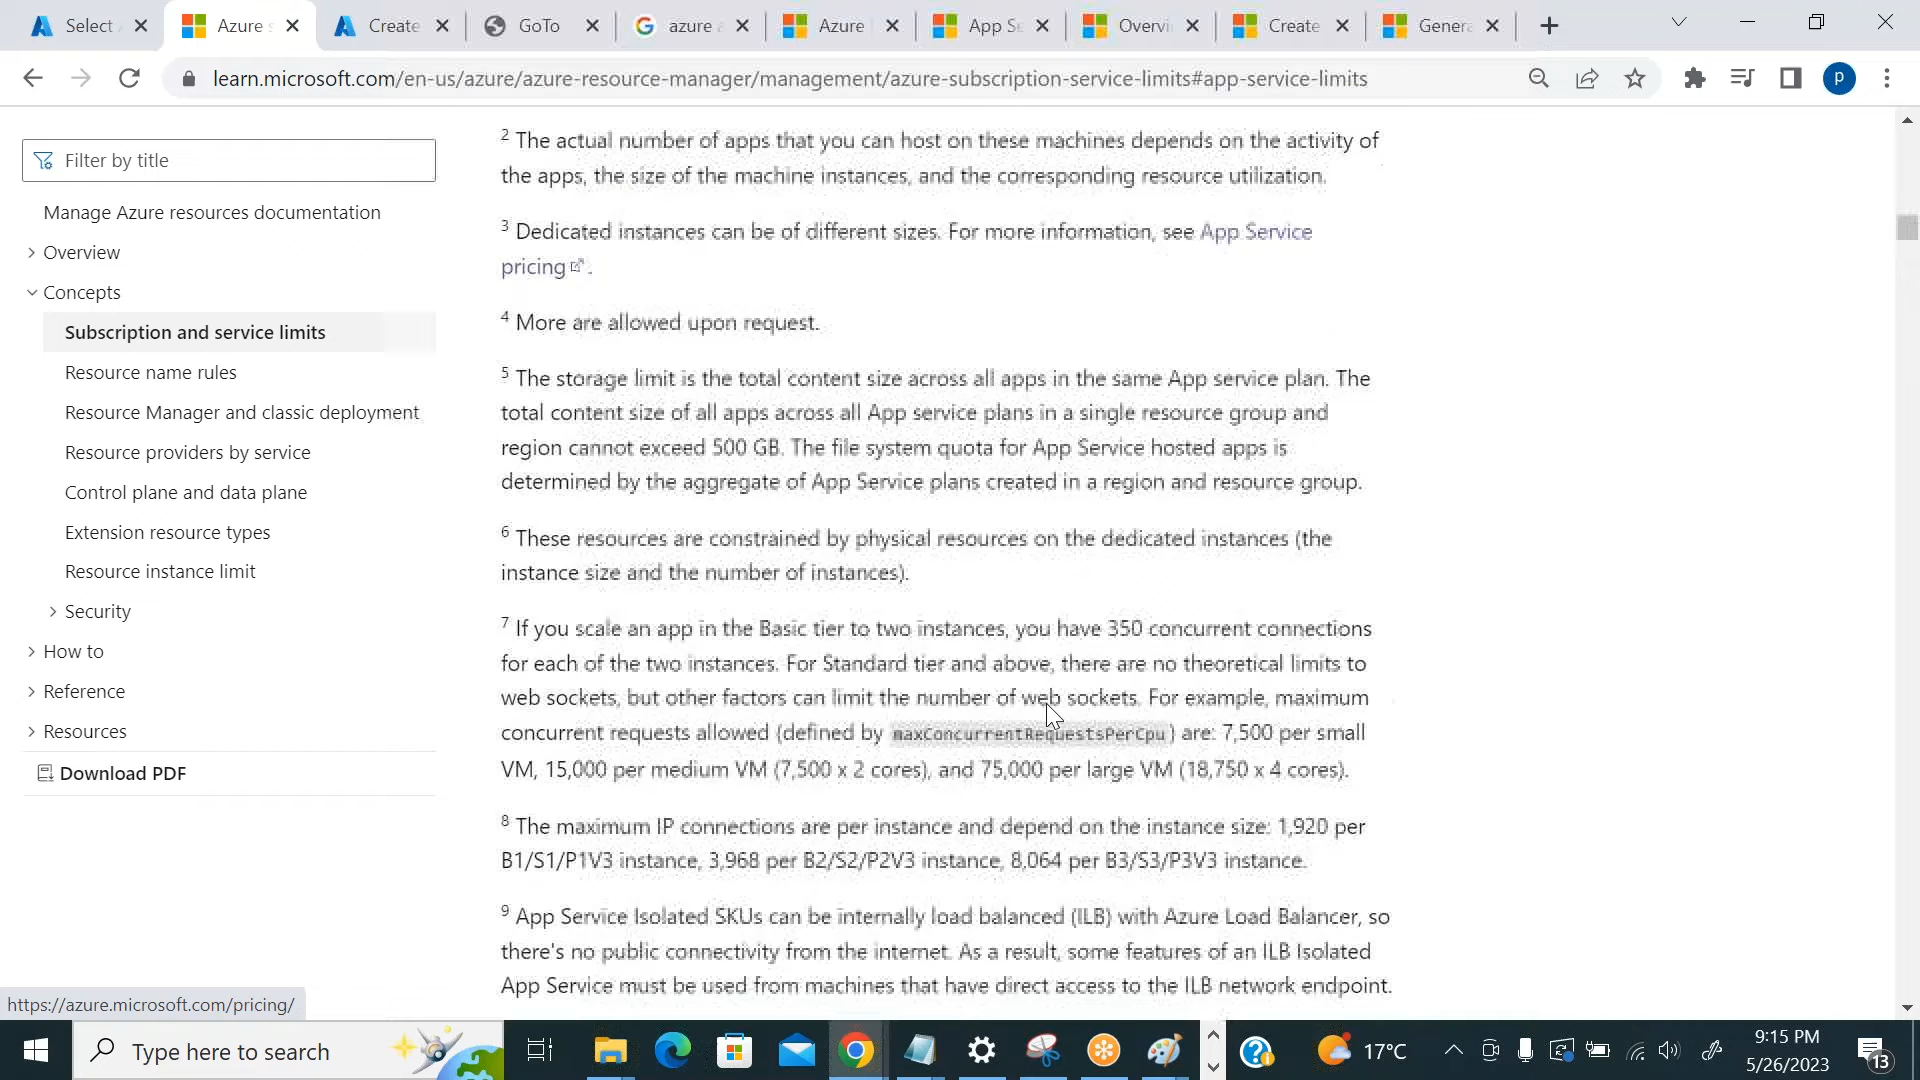 Select
Azure s
Create
GoTo
azure a
Azure
App Se
Overvi
Create
Genera
learn.microsoft.com/en-us/azure/azure-resource-manager/management/azure-subscription-service-limits#app-service-limits
p
Filter by title
Manage Azure resources documentation
Overview
Concepts
Subscription and service limits
Resource name rules
Resource Manager and classic deployment
Resource providers by service
Control plane and data plane
Extension resource types
Resource instance limit
Security
How to
Reference
Resources
Download PDF
2 The actual number of apps that you can host on these machines depends on the activity of
the apps, the size of the machine instances, and the corresponding resource utilization.
3 Dedicated instances can be of different sizes. For more information, see App Service
pricing .
4 More are allowed upon request.
5 The storage limit is the total content size across all apps in the same App service plan. The
total content size of all apps across all App service plans in a single resource group and
region cannot exceed 500 GB. The file system quota for App Service hosted apps is
determined by the aggregate of App Service plans created in a region and resource group.
6 These resources are constrained by physical resources on the dedicated instances (the
instance size and the number of instances).
7 If you scale an app in the Basic tier to two instances, you have 350 concurrent connections
for each of the two instances. For Standard tier and above, there are no theoretical limits to
web sockets, but other factors can limit the number of web sockets. For example, maximum
concurrent requests allowed (defined by maxConcurrentRequestsPerCpu) are: 7,500 per small
VM, 15,000 per medium VM (7,500 x 2 cores), and 75,000 per large VM (18,750 x 4 cores).
8 The maximum IP connections are per instance and depend on the instance size: 1,920 per
B1/S1/P1V3 instance, 3,968 per B2/S2/P2V3 instance, 8,064 per B3/S3/P3V3 instance.
9 App Service Isolated SKUs can be internally load balanced (ILB) with Azure Load Balancer, so
there's no public connectivity from the internet. As a result, some features of an ILB Isolated
App Service must be used from machines that have direct access to the ILB network endpoint.
https://azure.microsoft.com/pricing/
Type here to search
17°C
9:15 PM
5/26/2023
13